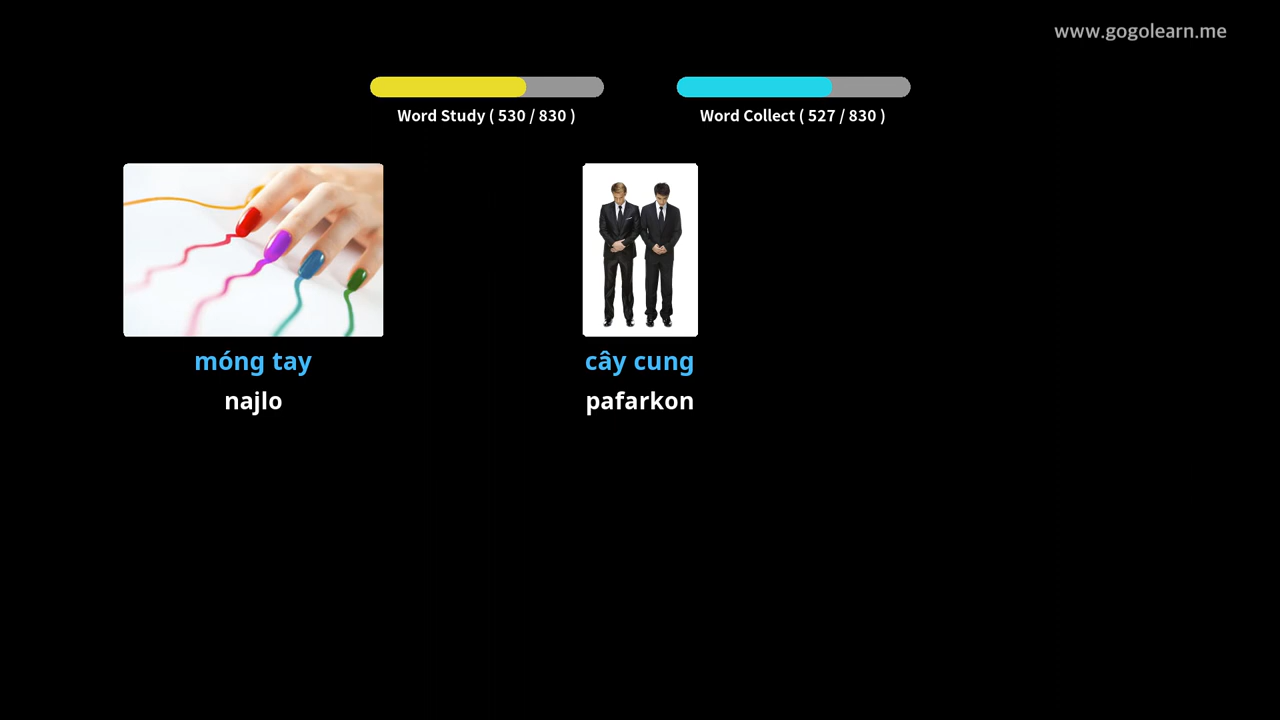 www.gogolearn.me
Word Study ( 530 / 830 )
Word Collect ( 527 / 830 )
móng tay
najlo
cây cung
pafarkon